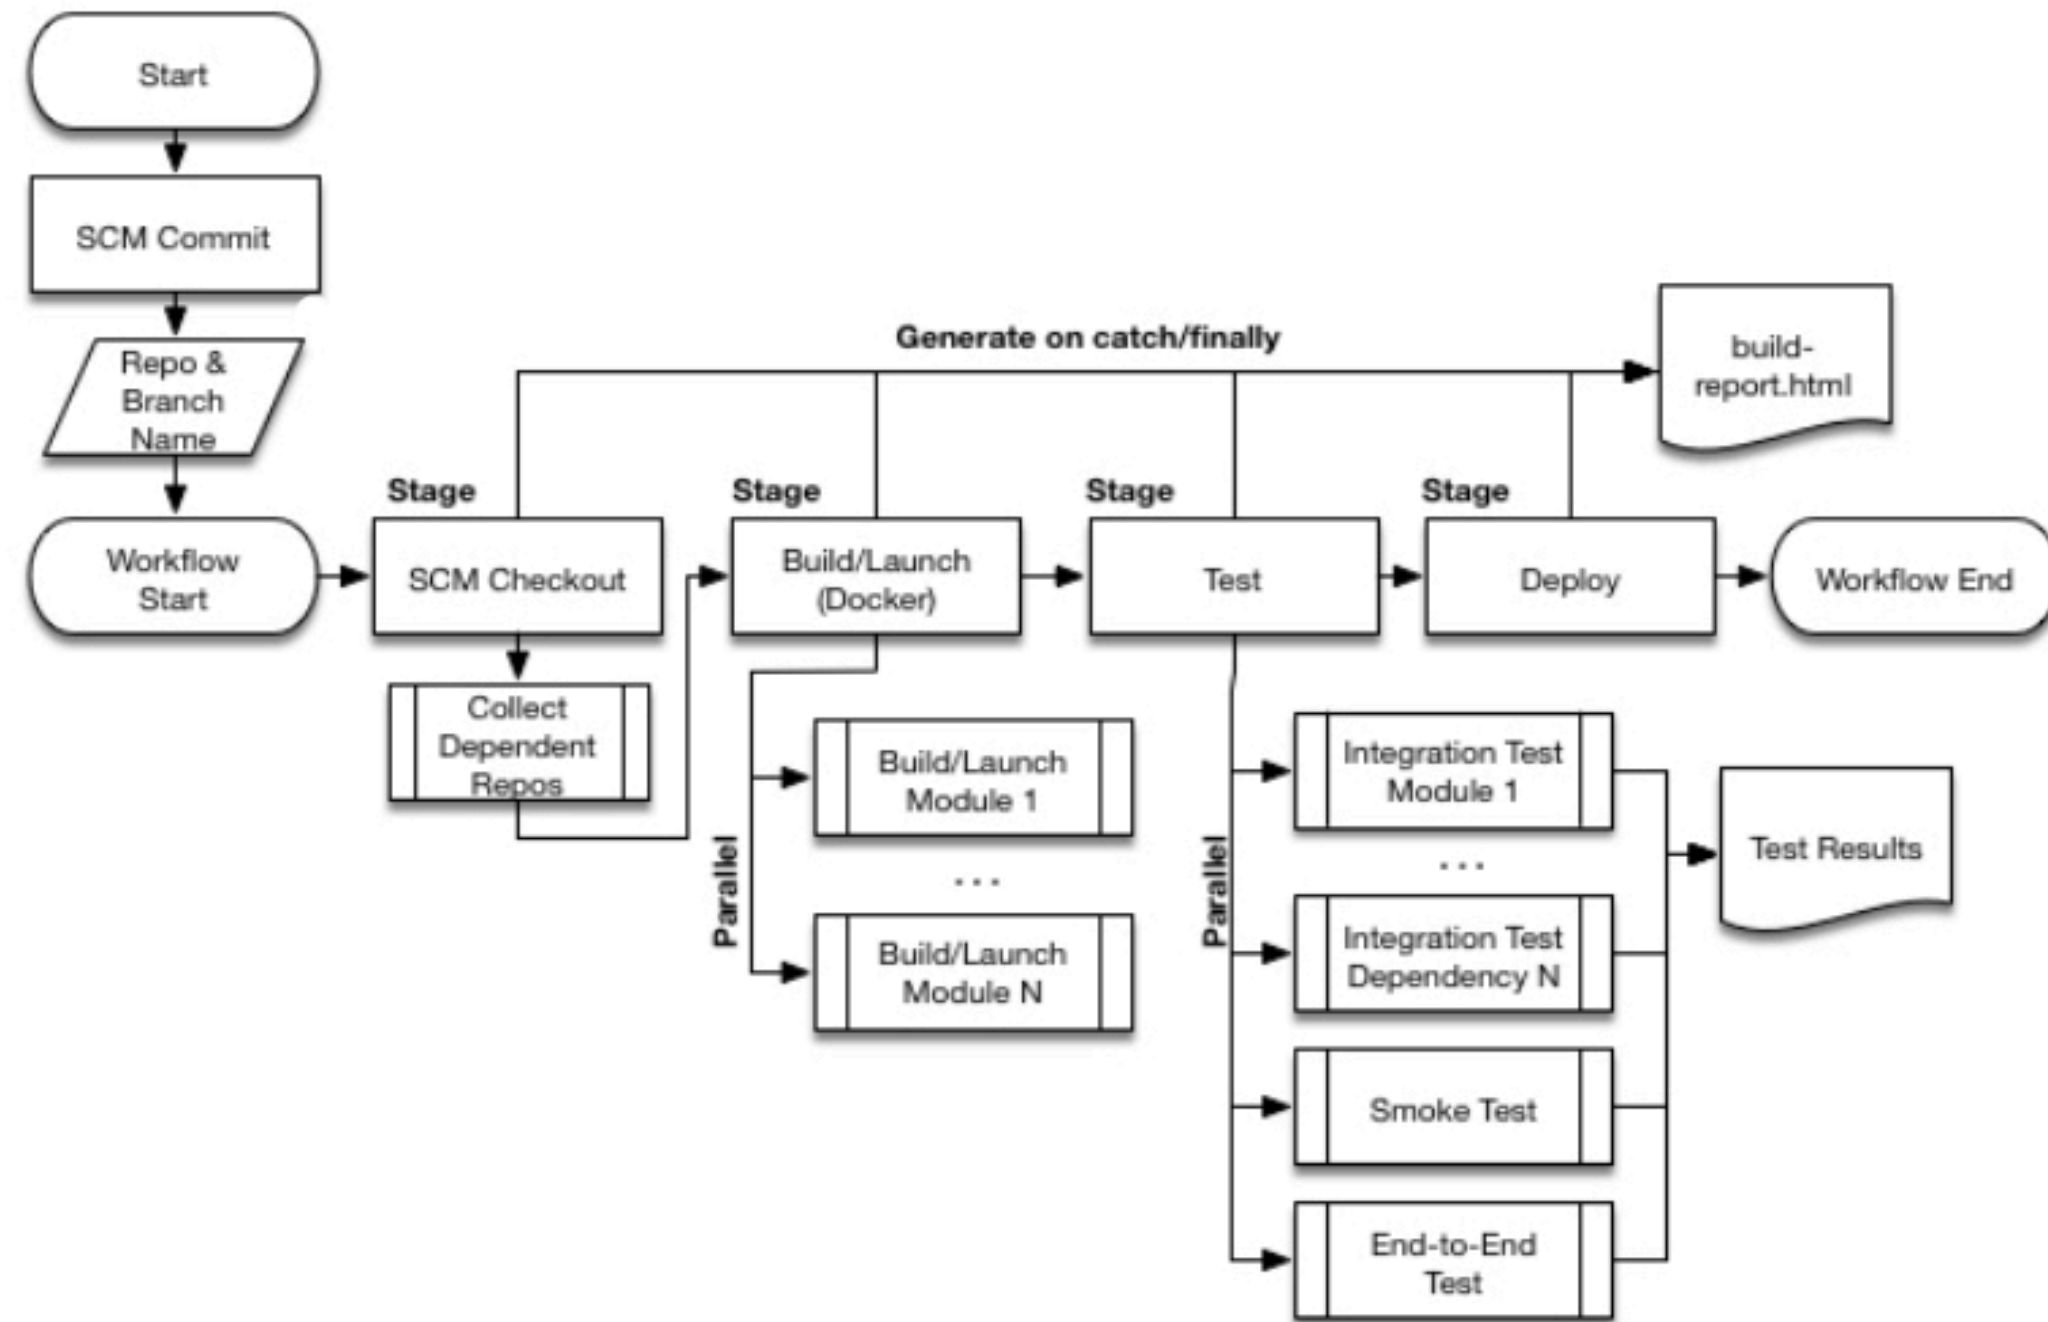 Start
SCM Commit
Repo &
Branch
Name
Workflow
Start
Generate on catch/finally
build-
report.html
Stage
SCM Checkout
Collect
Dependent
Repos
Stage
Build/Launch
(Docker)
Parallel
Build/Launch
Module 1
...
Build/Launch
Module N
Stage
Test
Parallel
Integration Test
Module 1
...
Integration Test
Dependency N
Smoke Test
End-to-End
Test
Test Results
Stage
Deploy
Workflow End